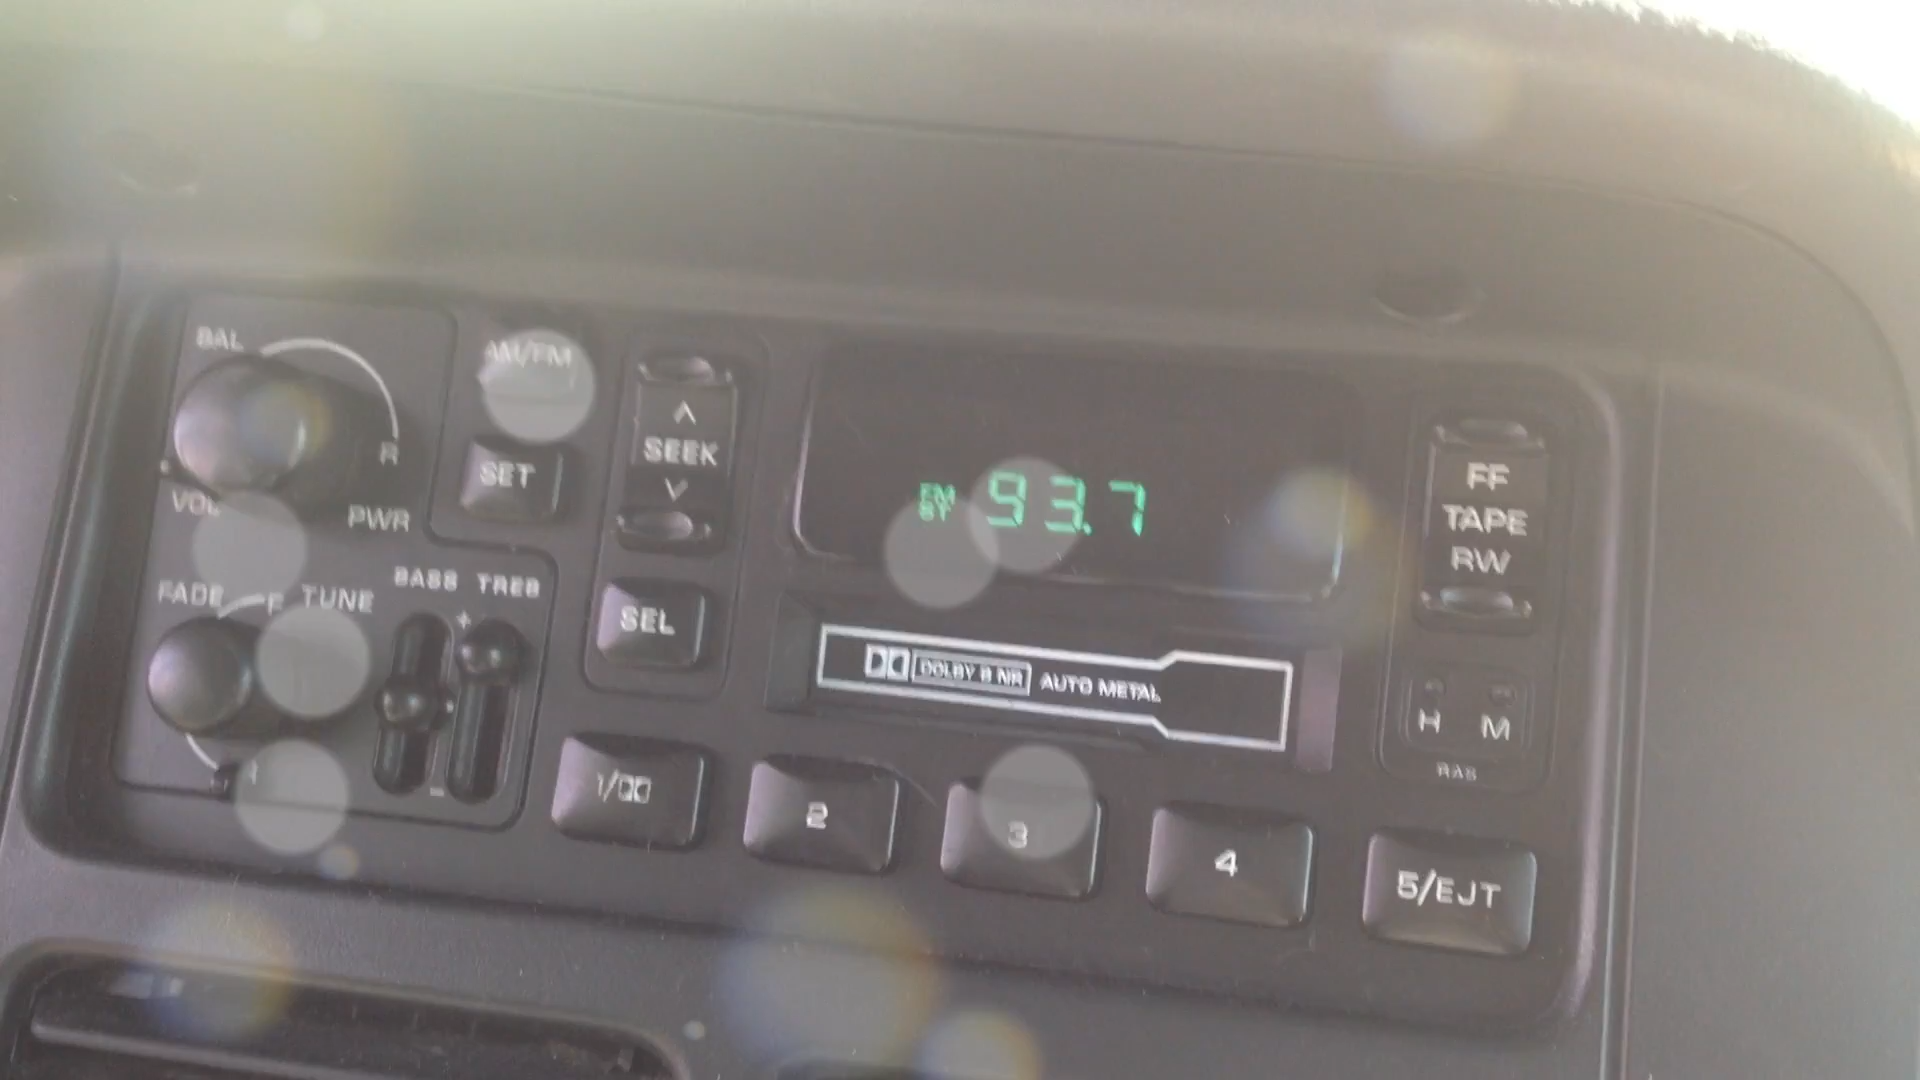 BAL
R
VOL
PWR
FADE F TUNE
BASS TREB
+
-
AM/FM
SET
SEEK
SEL
FM
ST
93.7
DOLBY B NR AUTO METAL
FF
TAPE
RW
H M
1/
2
3
4
5/EJT